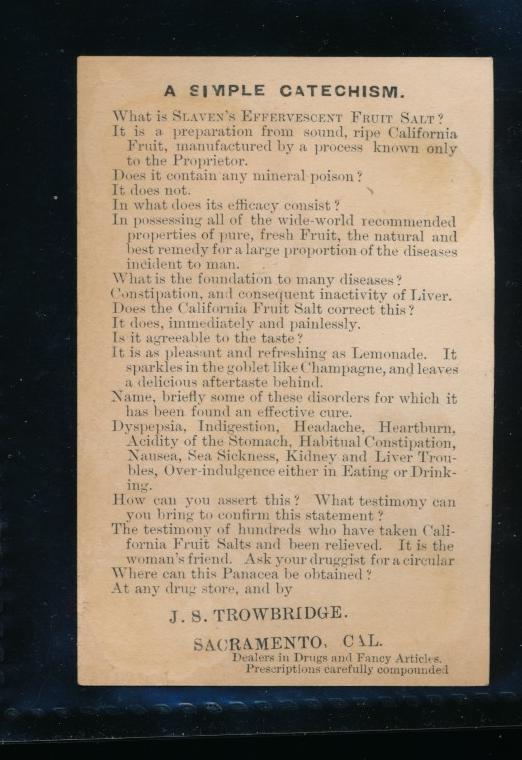 A SIMPLE CATECHISM.
What is SLAVEN'S EFFERVESCENT FRUIT SALT?
It is a preparation from sound, ripe California
Fruit, manufactured by a process known only
to the Proprietor.
Does it contain any mineral poison?
It does not.
In what does its efficacy consist?
In possessing all of the wide-world recommended
properties of pure, fresh Fruit, the natural and
best remedy for a large proportion of the diseases
incident to man.
What is the foundation to many diseases?
Constipation, and consequent inactivity of Liver.
Does the California Fruit Salt correct this?
It does, immediately and painlessly.
Is it agreeable to the taste?
It is as pleasant and refreshing as Lemonade. It
sparkles in the goblet like Champagne, and leaves
a delicious aftertaste behind.
Name, briefly some of these disorders for which it
has been found an effective cure.
Dyspepsia, Indigestion, Headache, Heartburn,
Acidity of the Stomach, Habitual Constipation,
Nausea, Sea Sickness, Kidney and Liver Trou-
bles, Over-indulgence either in Eating or Drink-
ing.
How can you assert this? What testimony can
you bring to confirm this statement?
The testimony of hundreds who have taken Cali-
fornia Fruit Salts and been relieved. It is the
woman's friend. Ask your druggist for a circular
Where can this Panacea be obtained?
At any drug store, and by
J. S. TROWBRIDGE.
SACRAMENTO, CAL.
Dealers in Drugs and Fancy Articles.
Prescriptions carefully compounded